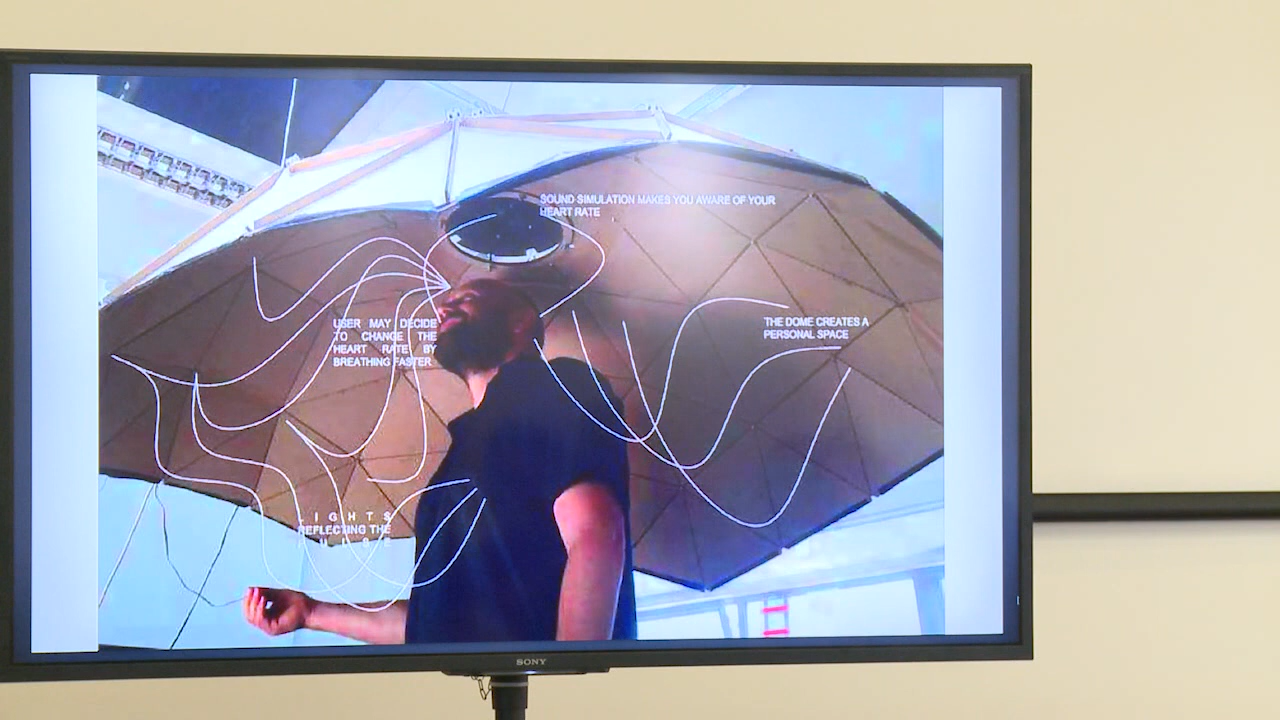 SOUND SIMULATION MAKES YOU AWARE OF YOUR
HEART RATE
USER MAY DECIDE
TO CHANGE THE
HEART RATE BY
BREATHING FASTER
THE DOME CREATES A
PERSONAL SPACE
LIGHTS
REFLECTING THE
PULSE
SONY